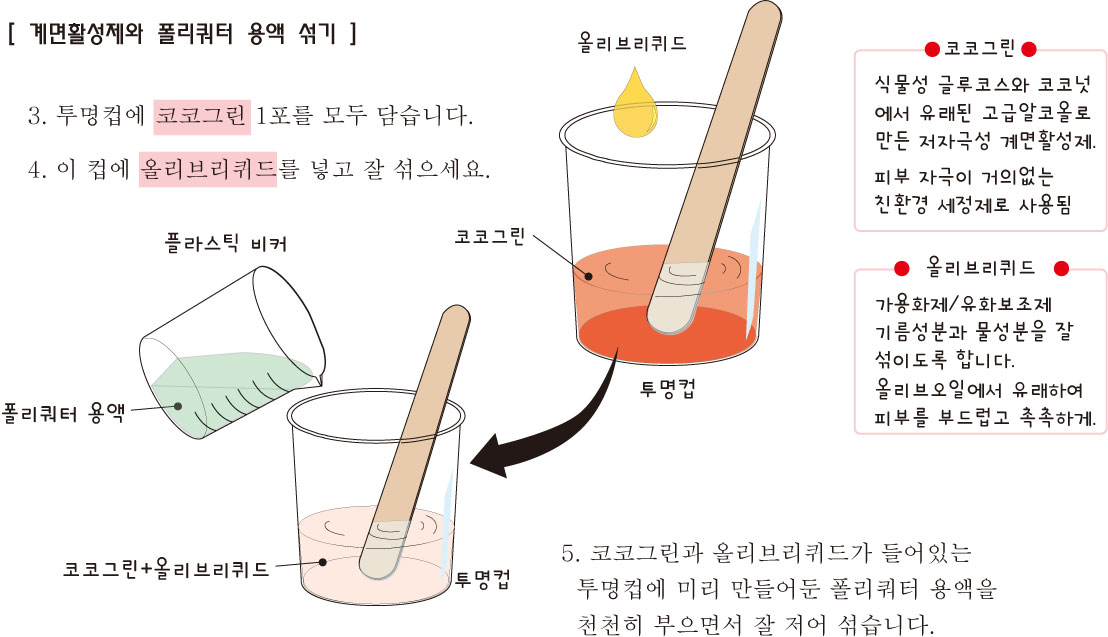 [ 계면활성제와 폴리쿼터 용액 섞기 ]
3. 투명컵에 코코그린 1포를 모두 담습니다.
4. 이 컵에 올리브리퀴드를 넣고 잘 섞으세요.
올리브리퀴드
코코그린
투명컵
코코그린
식물성 글루코스와 코코넛
에서 유래된 고급알코올로
만든 저자극성 계면활성제.
피부 자극이 거의없는
친환경 세정제로 사용됨
올리브리퀴드
가용화제/유화보조제
기름성분과 물성분을 잘
섞이도록 합니다.
올리브오일에서 유래하여
피부를 부드럽고 촉촉하게.
플라스틱 비커
폴리쿼터 용액
코코그린+올리브리퀴드
투명컵
5. 코코그린과 올리브리퀴드가 들어있는
투명컵에 미리 만들어둔 폴리쿼터 용액을
천천히 부으면서 잘 저어 섞습니다.